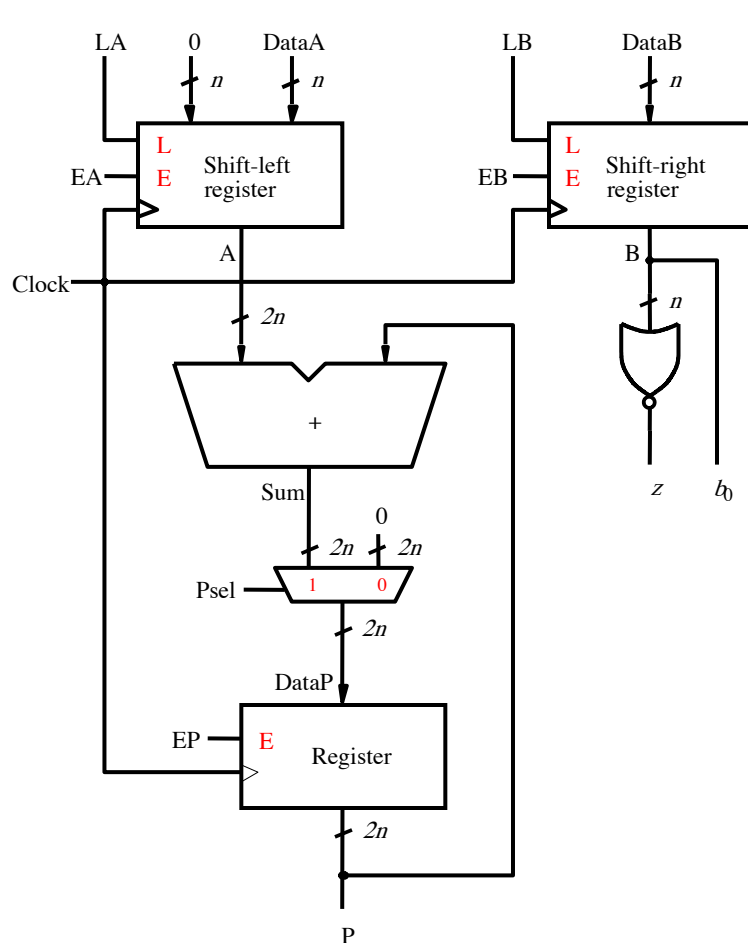 LA 0 DataA LB DataB
n n n
L L
Shift-left Shift-right
EA E register EB E register
A B
Clock
2n n
+
Sum z b0
0
2n 2n
Psel 1 0
2n
DataP
EP E Register
2n
P